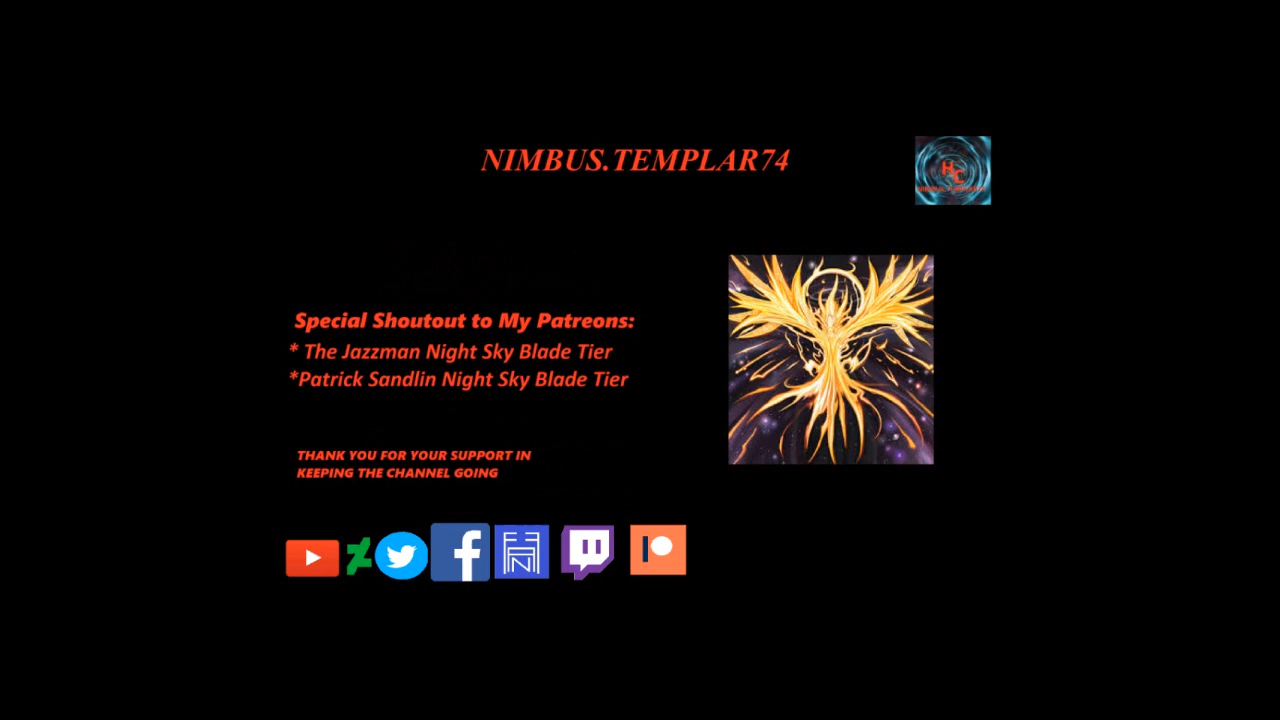 NIMBUS.TEMPLAR74
HC
Special Shoutout to My Patreons:
* The Jazzman Night Sky Blade Tier
*Patrick Sandlin Night Sky Blade Tier
THANK YOU FOR YOUR SUPPORT IN
KEEPING THE CHANNEL GOING